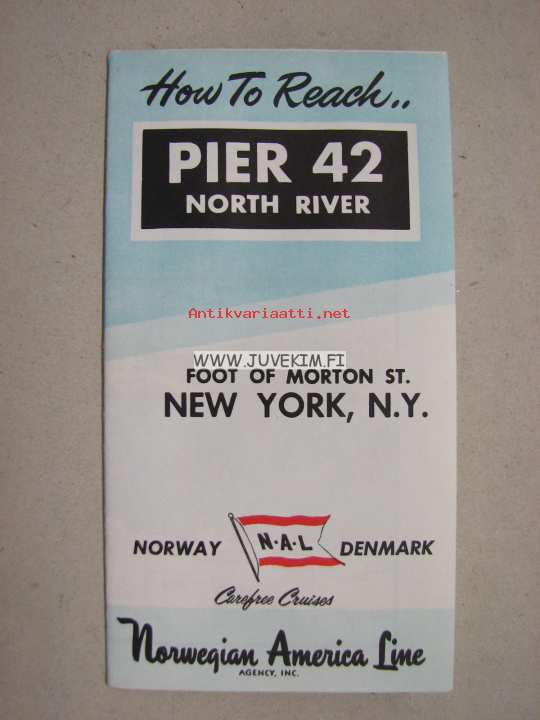 How To Reach..
PIER 42
NORTH RIVER
Antikvariaatti.net
WWW.JUVEKIM.FI
FOOT OF MORTON ST.
NEW YORK, N.Y.
NORWAY N·A·L DENMARK
Carefree Cruises
Norwegian America Line
AGENCY, INC.